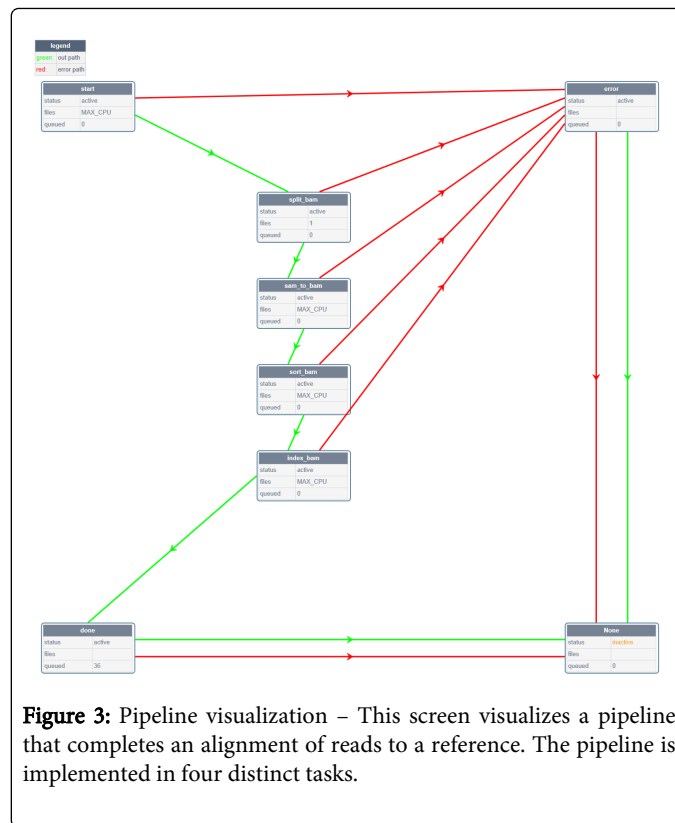 legend
green: out path
red: error path
start
status active
files MAX_CPU
queued 0
error
status active
files
queued 0
split_bam
status active
files 1
queued 0
sam_to_bam
status active
files MAX_CPU
queued 0
sort_bam
status active
files MAX_CPU
queued 0
index_bam
status active
files MAX_CPU
queued 0
done
status active
files
queued 36
None
status inactive
files
queued 0
Figure 3: Pipeline visualization – This screen visualizes a pipeline
that completes an alignment of reads to a reference. The pipeline is
implemented in four distinct tasks.